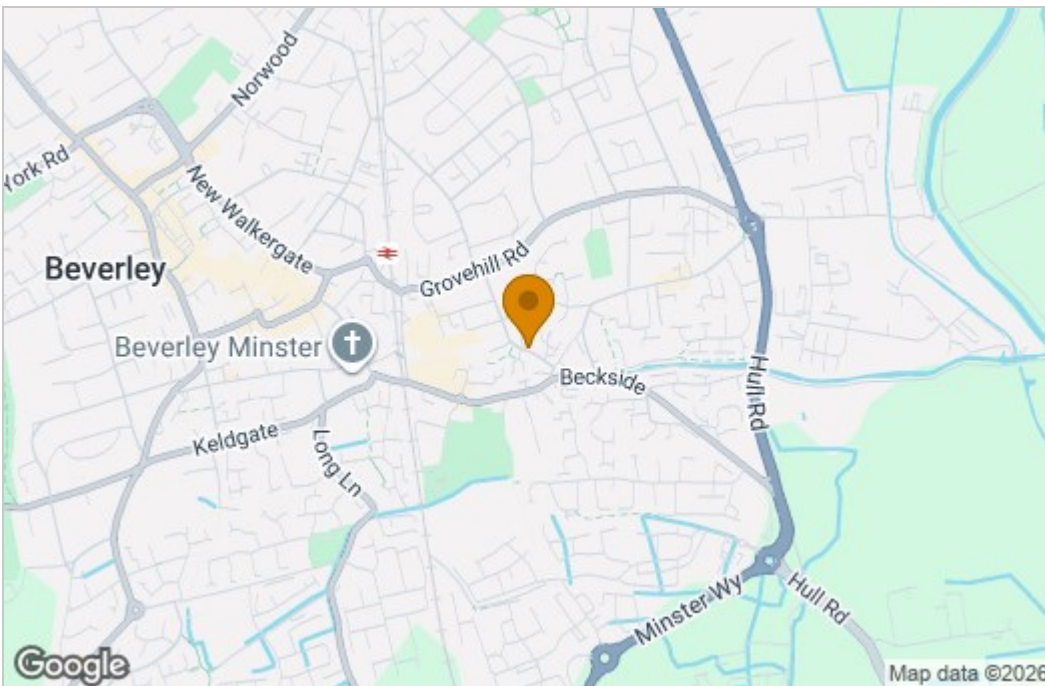 Norwood
York Rd
New Walkergate
Beverley
Grovehill Rd
Beverley Minster
Beckside
Hull Rd
Keldgate
Long Ln
Minster Wy
Hull Rd
Google
Map data ©2026